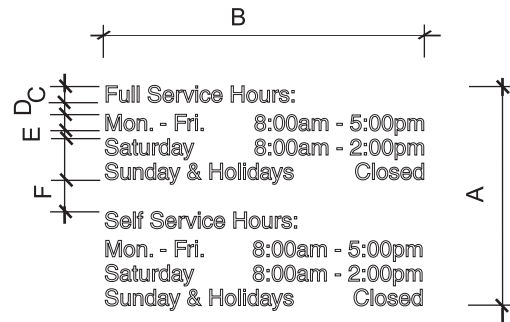 B
C
D
E
F
A
Full Service Hours:
Mon. - Fri. 8:00am - 5:00pm
Saturday 8:00am - 2:00pm
Sunday & Holidays Closed
Self Service Hours:
Mon. - Fri. 8:00am - 5:00pm
Saturday 8:00am - 2:00pm
Sunday & Holidays Closed